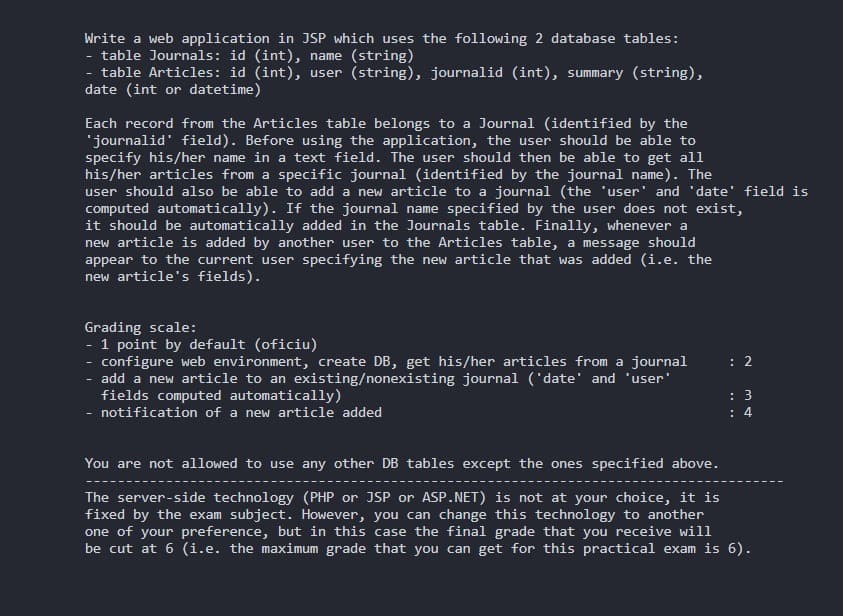 Write a web application in JSP which uses the following 2 database tables:
- table Journals: id (int), name (string)
- table Articles: id (int), user (string), journalid (int), summary (string),
date (int or datetime)
Each record from the Articles table belongs to a Journal (identified by the
'journalid' field). Before using the application, the user should be able to
specify his/her name in a text field. The user should then be able to get all
his/her articles from a specific journal (identified by the journal name). The
user should also be able to add a new article to a journal (the 'user' and 'date' field is
computed automatically). If the journal name specified by the user does not exist,
it should be automatically added in the Journals table. Finally, whenever a
new article is added by another user to the Articles table, a message should
appear to the current user specifying the new article that was added (i.e. the
new article's fields).
Grading scale:
- 1 point by default (oficiu)
- configure web environment, create DB, get his/her articles from a journal : 2
- add a new article to an existing/nonexisting journal ('date' and 'user'
fields computed automatically) : 3
- notification of a new article added : 4
You are not allowed to use any other DB tables except the ones specified above.
-------------------------------------------------------------------------------------
The server-side technology (PHP or JSP or ASP.NET) is not at your choice, it is
fixed by the exam subject. However, you can change this technology to another
one of your preference, but in this case the final grade that you receive will
be cut at 6 (i.e. the maximum grade that you can get for this practical exam is 6).